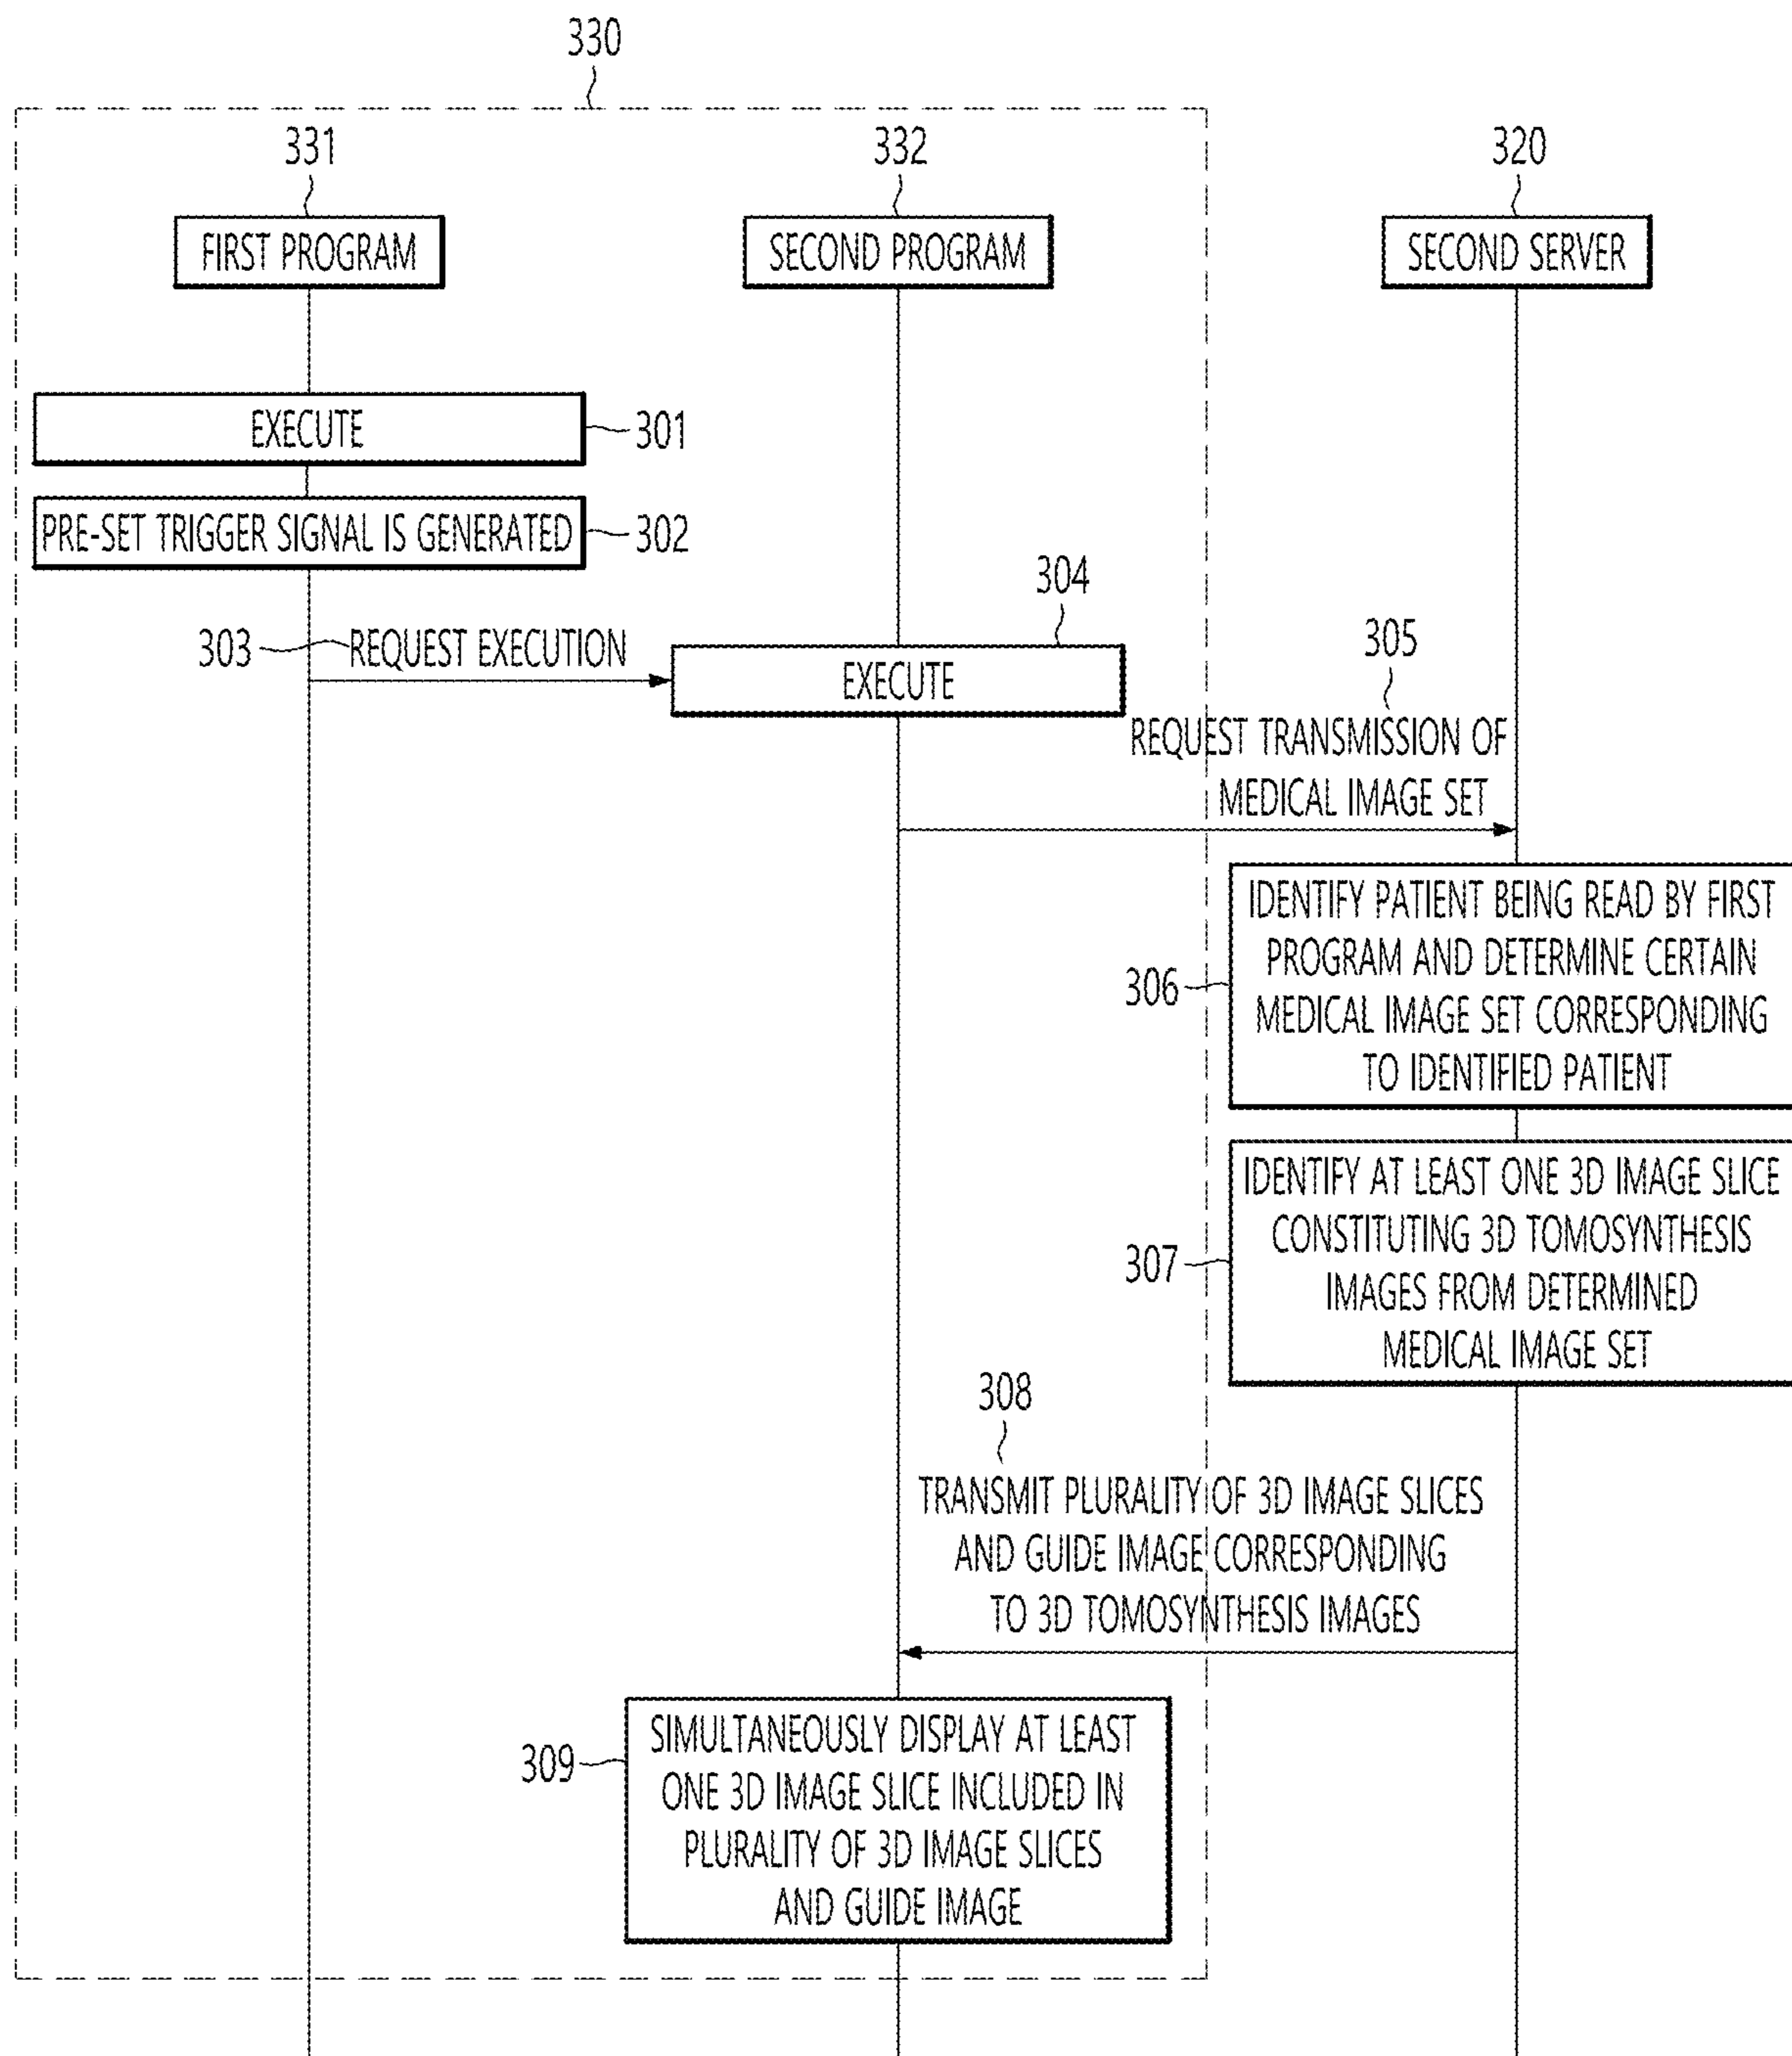 330
331
332
320
FIRST PROGRAM
SECOND PROGRAM
SECOND SERVER
EXECUTE
301
PRE-SET TRIGGER SIGNAL IS GENERATED
302
303
REQUEST EXECUTION
304
EXECUTE
305
REQUEST TRANSMISSION OF
MEDICAL IMAGE SET
306
IDENTIFY PATIENT BEING READ BY FIRST
PROGRAM AND DETERMINE CERTAIN
MEDICAL IMAGE SET CORRESPONDING
TO IDENTIFIED PATIENT
307
IDENTIFY AT LEAST ONE 3D IMAGE SLICE
CONSTITUTING 3D TOMOSYNTHESIS
IMAGES FROM DETERMINED
MEDICAL IMAGE SET
308
TRANSMIT PLURALITY OF 3D IMAGE SLICES
AND GUIDE IMAGE CORRESPONDING
TO 3D TOMOSYNTHESIS IMAGES
309
SIMULTANEOUSLY DISPLAY AT LEAST
ONE 3D IMAGE SLICE INCLUDED IN
PLURALITY OF 3D IMAGE SLICES
AND GUIDE IMAGE